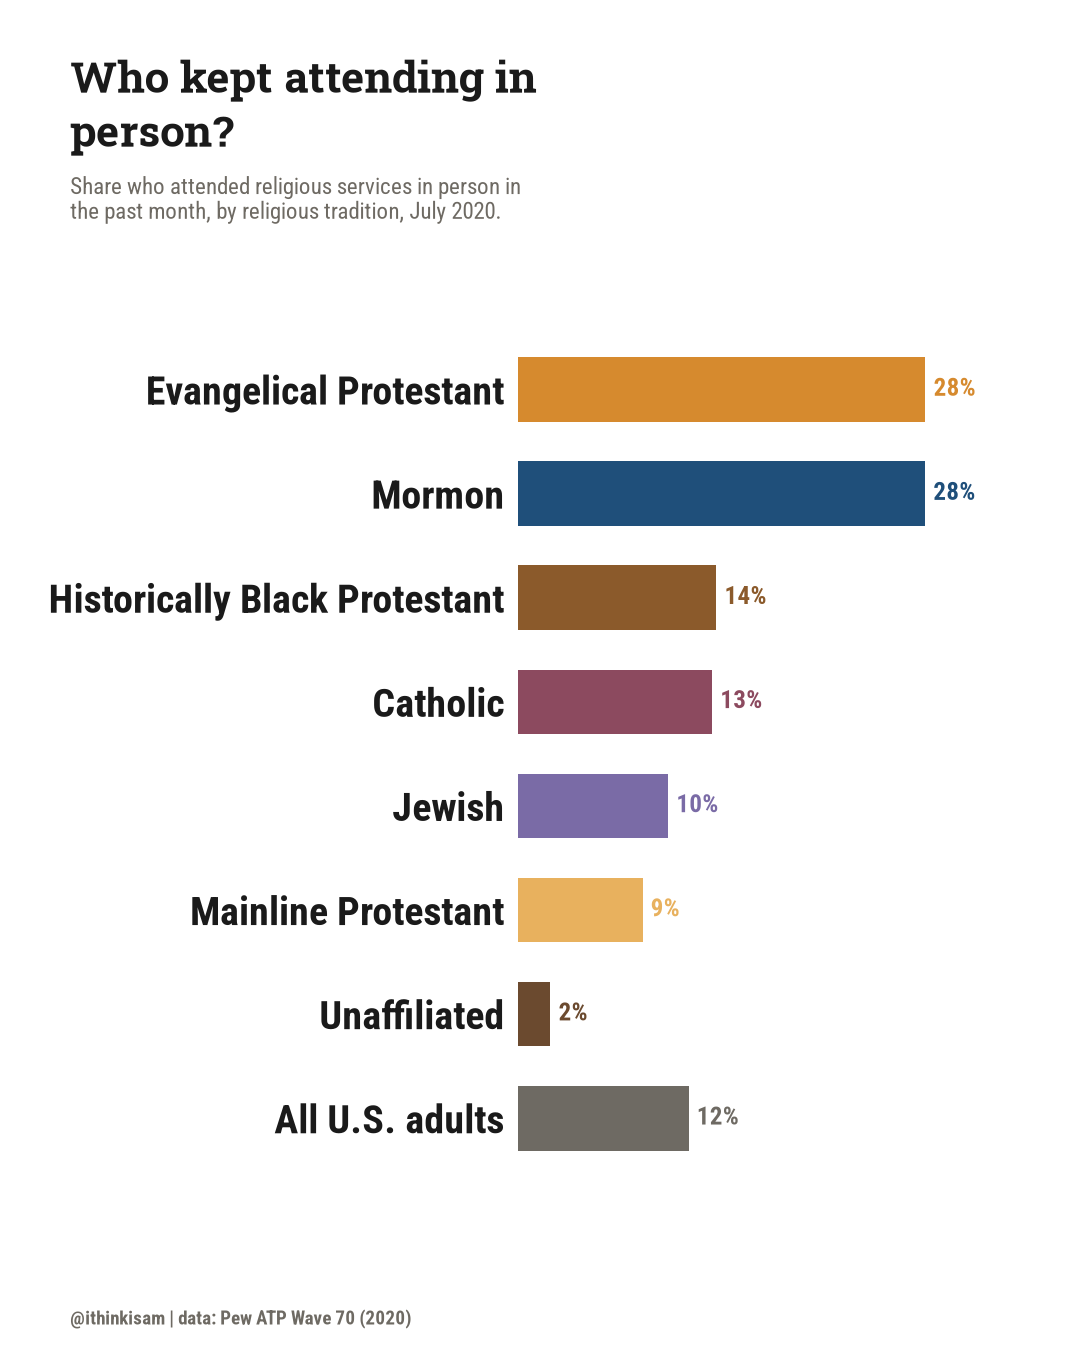 Who kept attending in
person?
Share who attended religious services in person in
the past month, by religious tradition, July 2020.
Evangelical Protestant 28%
Mormon 28%
Historically Black Protestant 14%
Catholic 13%
Jewish 10%
Mainline Protestant 9%
Unaffiliated 2%
All U.S. adults 12%
@ithinkisam | data: Pew ATP Wave 70 (2020)